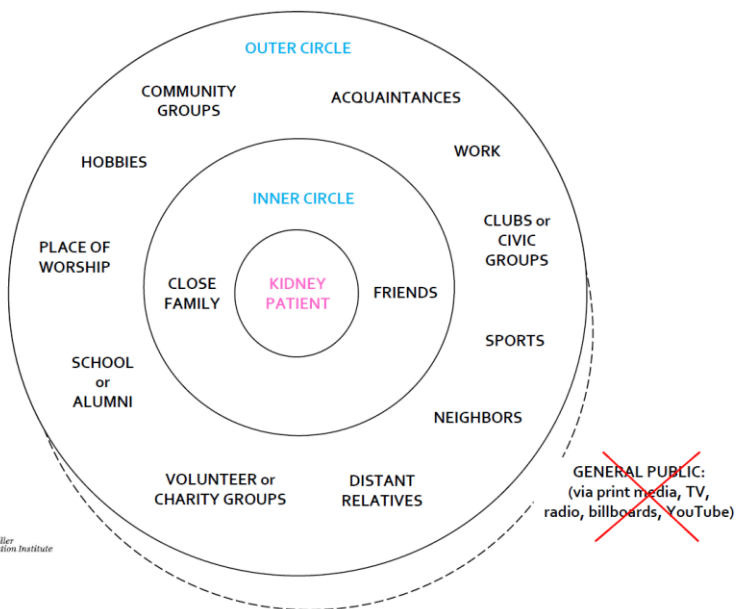 OUTER CIRCLE
COMMUNITY
GROUPS
ACQUAINTANCES
HOBBIES
WORK
INNER CIRCLE
PLACE OF
WORSHIP
CLUBS or
CIVIC
GROUPS
CLOSE
FAMILY
KIDNEY
PATIENT
FRIENDS
SPORTS
SCHOOL
or
ALUMNI
NEIGHBORS
VOLUNTEER or
CHARITY GROUPS
DISTANT
RELATIVES
GENERAL PUBLIC:
(via print media, TV,
radio, billboards, YouTube)
Institute